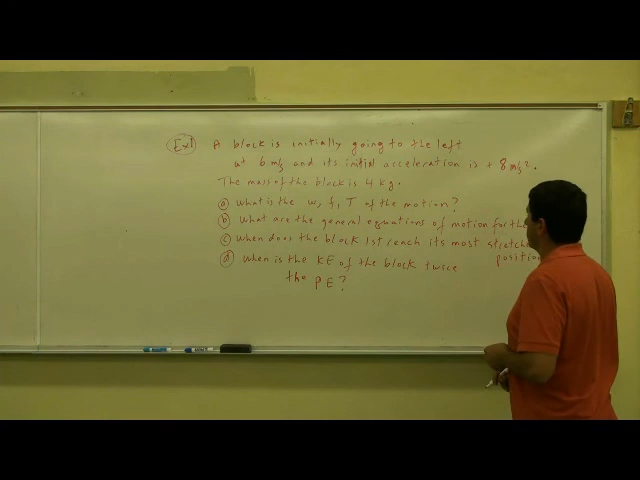 Ex1 A block is initially going to the left
at 6 m/s and its initial acceleration is + 8 m/s².
The mass of the block is 4 kg.
(a) What is the w, f, T of the motion?
(b) What are the general equations of motion for the
(c) When does the block 1st reach its most stretche
position
(d) When is the KE of the block twice
the PE?